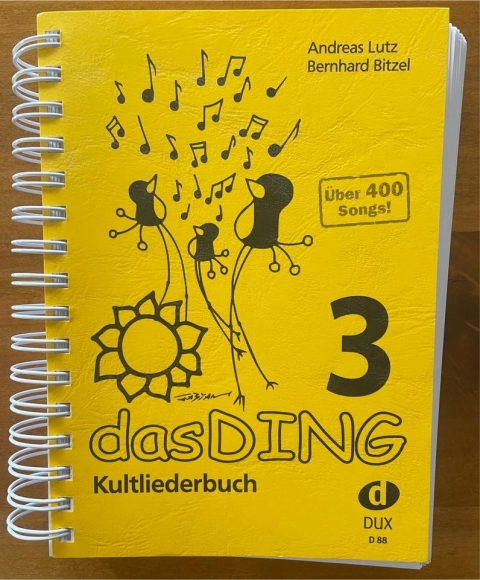 Andreas Lutz
Bernhard Bitzel
Über 400
Songs!
3
dasDING
Kultliederbuch
d
DUX
D 88